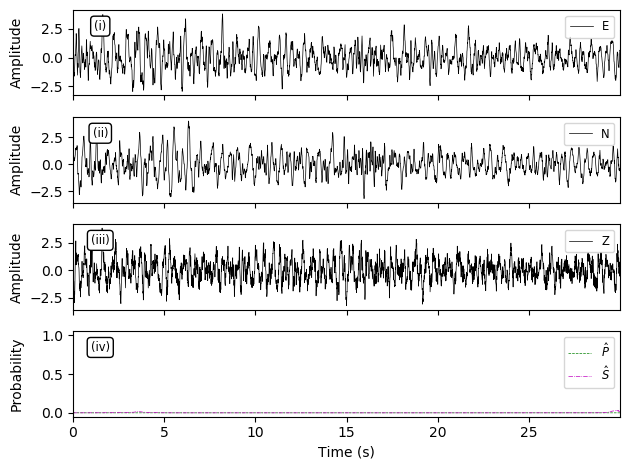 Amplitude
2.5
0.0
−2.5
(i)
E
Amplitude
2.5
0.0
−2.5
(ii)
N
Amplitude
2.5
0.0
−2.5
(iii)
Z
Probability
1.0
0.5
0.0
(iv)
P̂
Ŝ
0 5 10 15 20 25
Time (s)